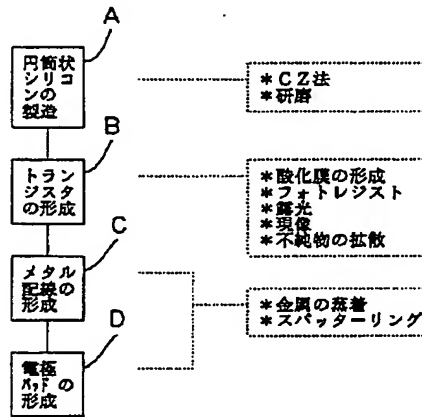 A
円筒状
シリコ
ンの
製造
＊ＣＺ法
＊研磨
B
トラン
ジスタ
の形成
＊酸化膜の形成
＊フォトレジスト
＊露光
＊現像
＊不純物の拡散
C
メタル
配線の
形成
＊金属の蒸着
＊スパッターリング
D
電極
パッドの
形成